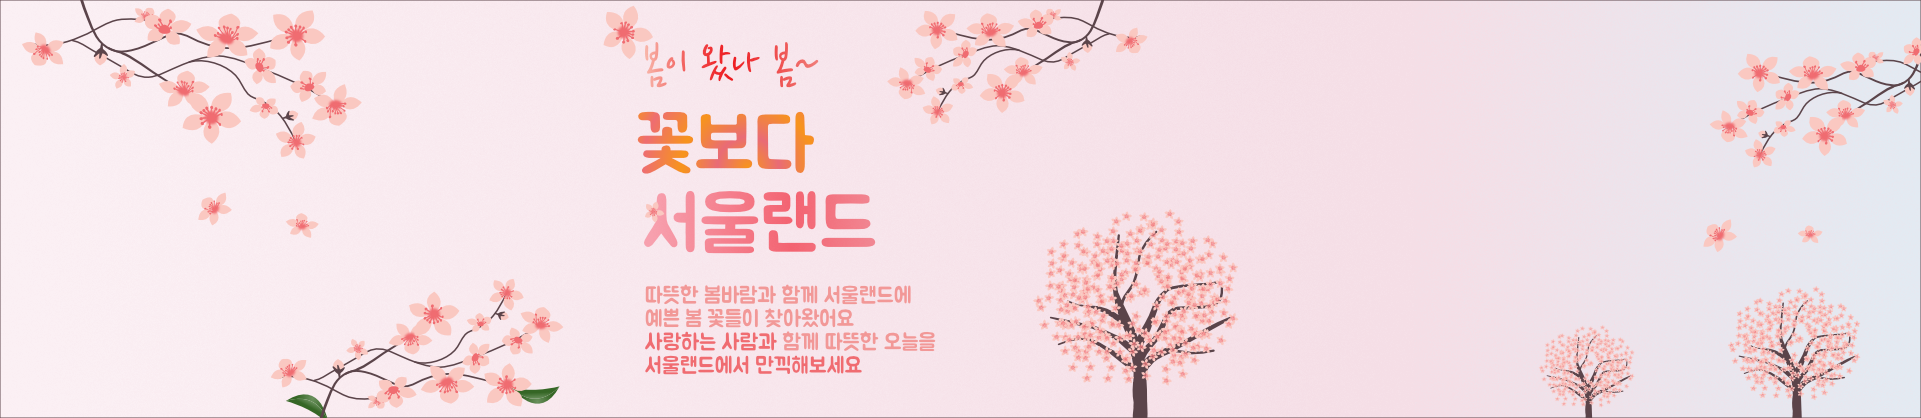 봄이 왔나 봄~
꽃보다
서울랜드
따뜻한 봄바람과 함께 서울랜드에
예쁜 봄 꽃들이 찾아왔어요
사랑하는 사람과 함께 따뜻한 오늘을
서울랜드에서 만끽해보세요